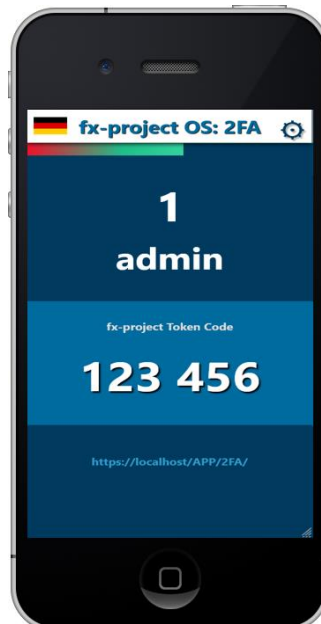 fx-project OS: 2FA
1
admin
fx-project Token Code
123 456
https://localhost/APP/2FA/